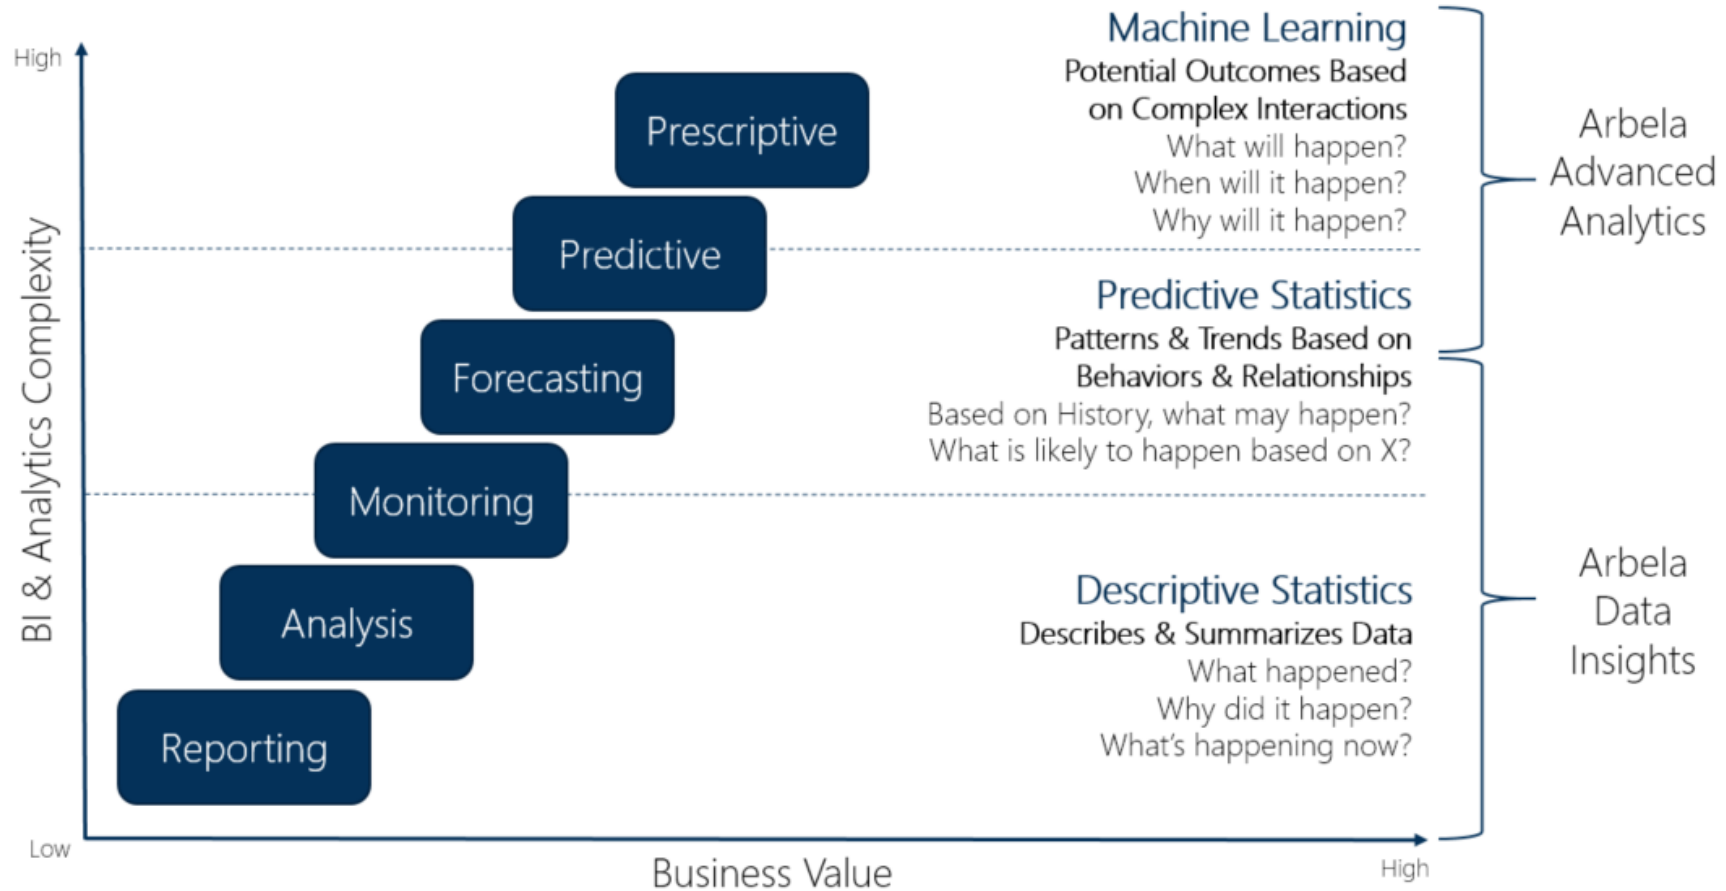 High
BI & Analytics Complexity
Low
Prescriptive
Predictive
Forecasting
Monitoring
Analysis
Reporting
Business Value
High
Machine Learning
Potential Outcomes Based
on Complex Interactions
What will happen?
When will it happen?
Why will it happen?
Predictive Statistics
Patterns & Trends Based on
Behaviors & Relationships
Based on History, what may happen?
What is likely to happen based on X?
Descriptive Statistics
Describes & Summarizes Data
What happened?
Why did it happen?
What's happening now?
Arbela
Advanced
Analytics
Arbela
Data
Insights